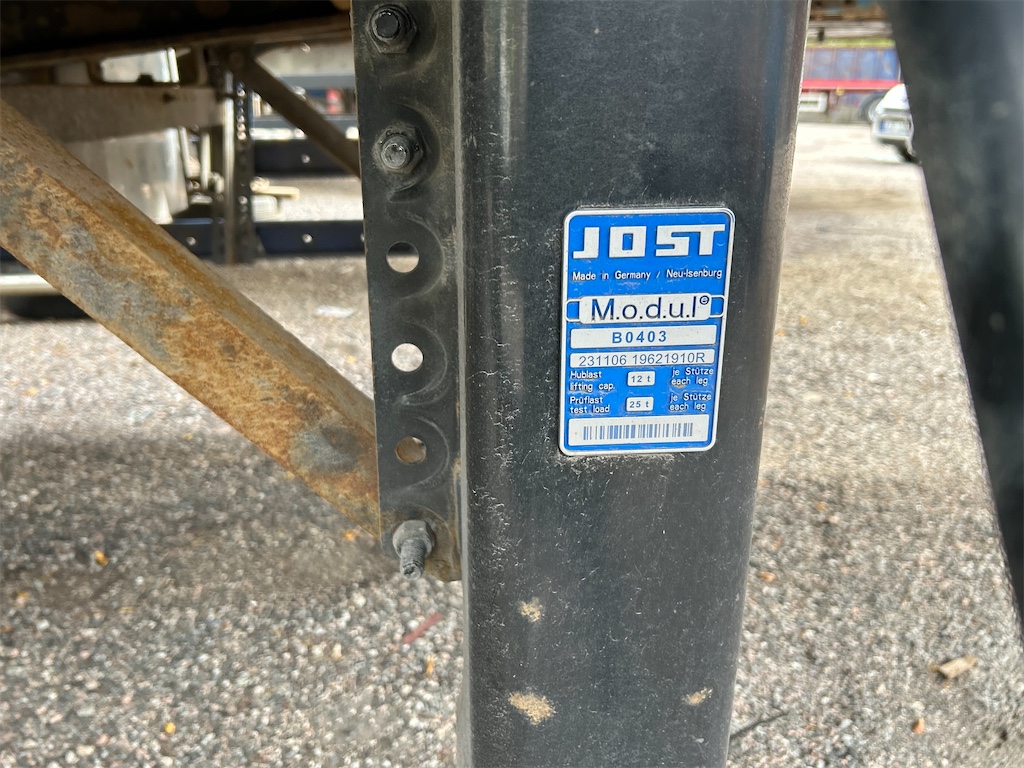 JOST
Made in Germany / Neu-Isenburg
M.o.d.u.l®
B0403
231106 19621910R
Hublast 12 t je Stütze
lifting cap. each leg
Prüflast 25 t je Stütze
test load each leg